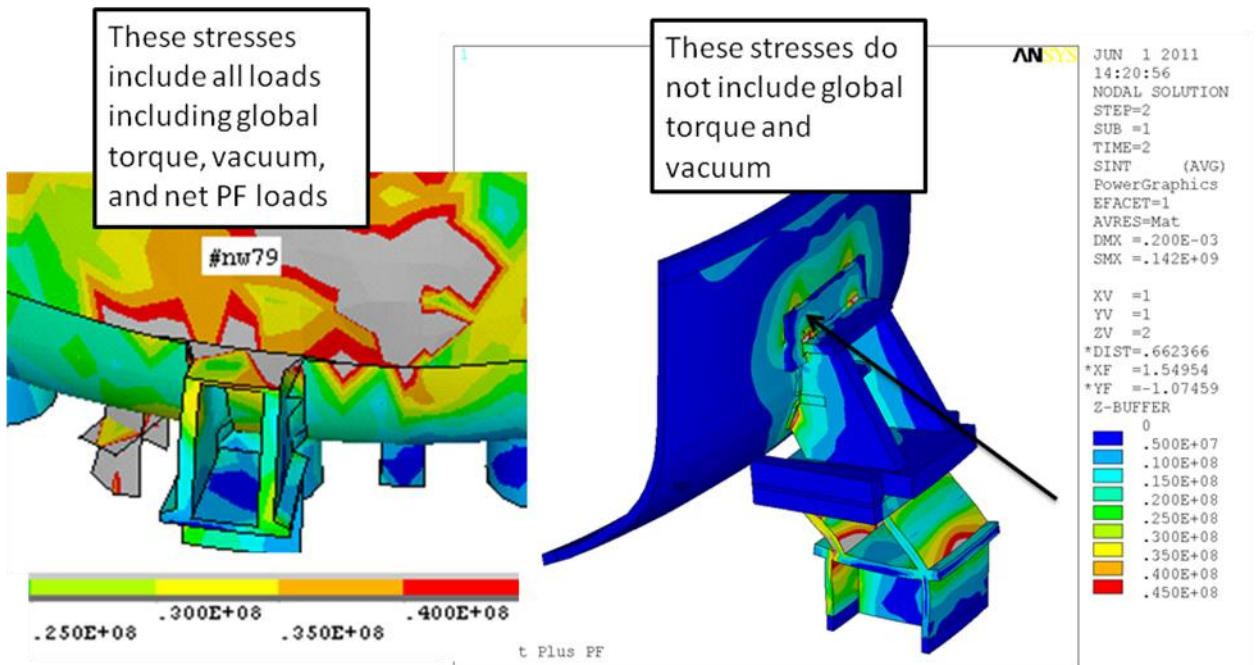 These stresses
include all loads
including global
torque, vacuum,
and net PF loads
#nw79
.250E+08
.300E+08
.350E+08
.400E+08
These stresses do
not include global
torque and
vacuum
1
ANSYS
JUN 1 2011
14:20:56
NODAL SOLUTION
STEP=2
SUB =1
TIME=2
SINT (AVG)
PowerGraphics
EFACET=1
AVRES=Mat
DMX =.200E-03
SMX =.142E+09
XV =1
YV =1
ZV =2
*DIST=.662366
*XF =1.54954
*YF =-1.07459
Z-BUFFER
0
.500E+07
.100E+08
.150E+08
.200E+08
.250E+08
.300E+08
.350E+08
.400E+08
.450E+08
t Plus PF